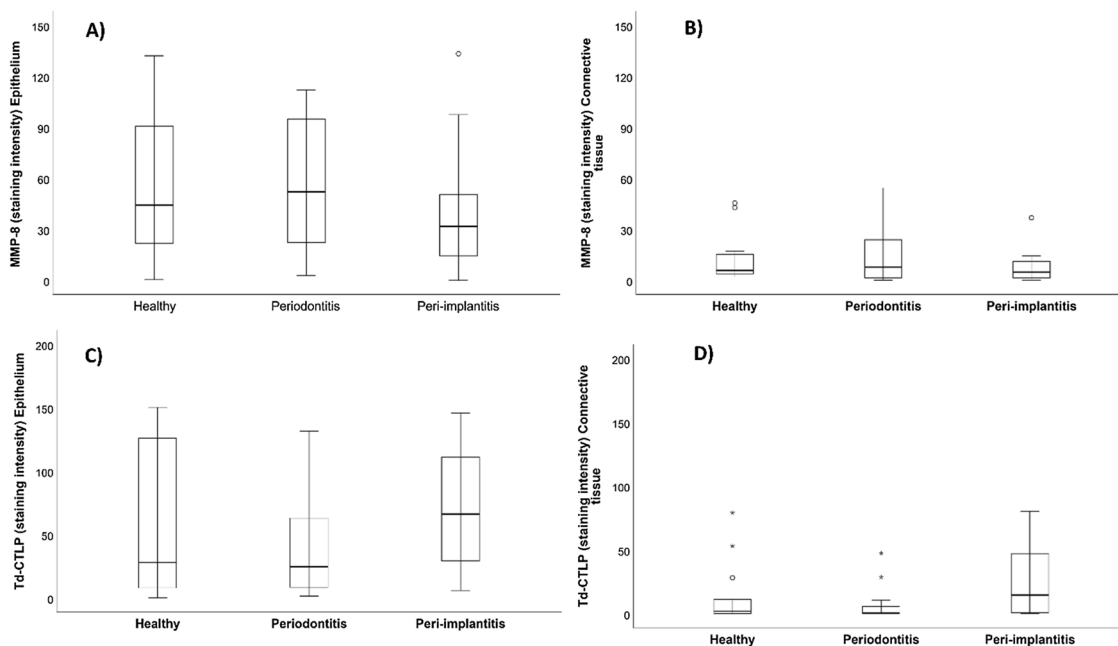 A)
MMP-8 (staining intensity) Epithelium
150
120
90
60
30
0
Healthy Periodontitis Peri-implantitis
B)
MMP-8 (staining intensity) Connective
tissue
150
120
90
60
30
0
Healthy Periodontitis Peri-implantitis
C)
Td-CTLP (staining intensity) Epithelium
200
150
100
50
0
Healthy Periodontitis Peri-implantitis
D)
Td-CTLP (staining intensity) Connective
tissue
200
150
100
50
0
Healthy Periodontitis Peri-implantitis